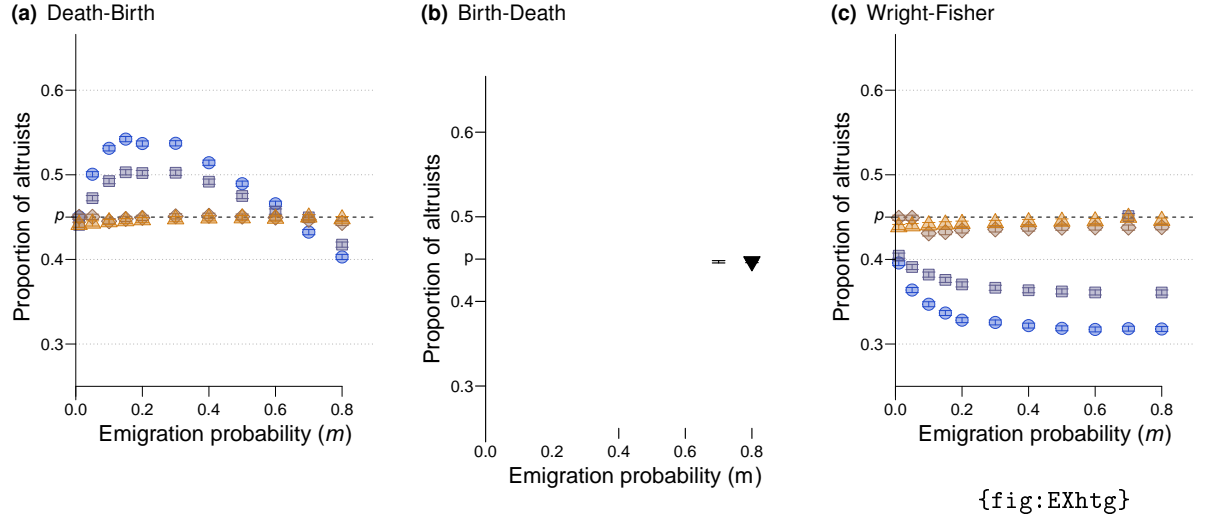 (a) Death-Birth
0.6
0.5
p
0.4
0.3
Proportion of altruists
0.0 0.2 0.4 0.6 0.8
Emigration probability (m)
(b) Birth-Death
0.6
0.5
p
0.4
0.3
Proportion of altruists
0.0 0.2 0.4 0.6 0.8
Emigration probability (m)
(c) Wright-Fisher
0.6
0.5
p
0.4
0.3
Proportion of altruists
0.0 0.2 0.4 0.6 0.8
Emigration probability (m)
{fig:EXhtg}